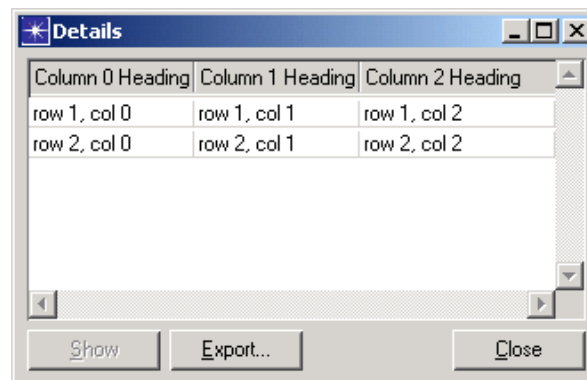 Details
Column 0 Heading Column 1 Heading Column 2 Heading
row 1, col 0 row 1, col 1 row 1, col 2
row 2, col 0 row 2, col 1 row 2, col 2
Show Export... Close